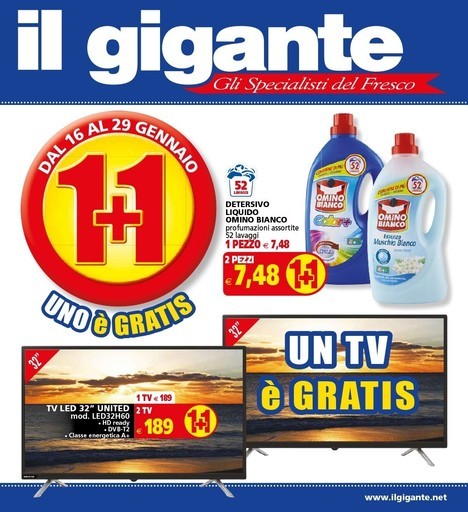 il gigante
Gli Specialisti del Fresco
DAL 16 AL 29 GENNAIO
1+1
UNO è GRATIS
52
LAVAGGI
DETERSIVO
LIQUIDO
OMINO BIANCO
profumazioni assortite
52 lavaggi
1 PEZZO € 7,48
2 PEZZI
€ 7,48
1+1
52
OMINO
BIANCO
Color+
52
OMINO
BIANCO
Muschio Bianco
32"
TV LED 32” UNITED
mod. LED32H60
• HD ready
• DVB-T2
• Classe energetica A+
1 TV € 189
2 TV
€ 189
1+1
32"
UN TV
è GRATIS
www.ilgigante.net